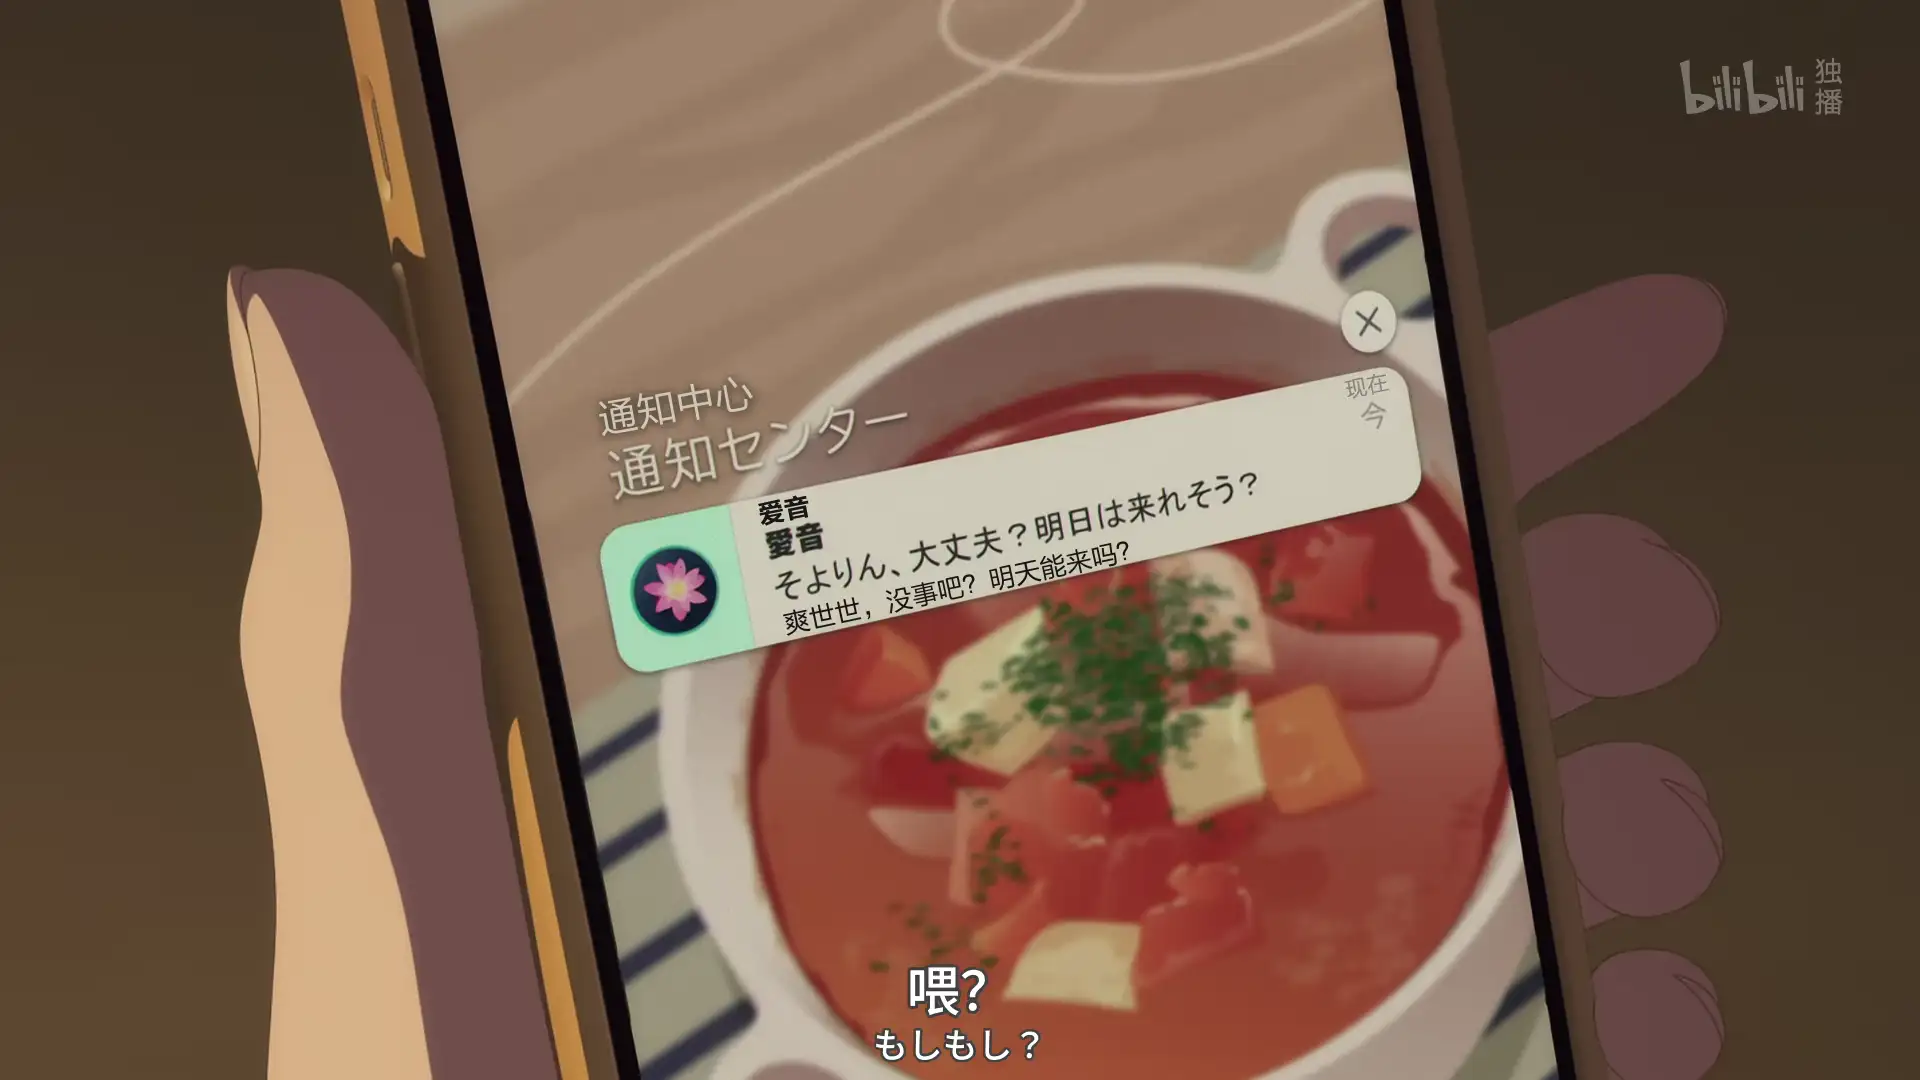 bilibili 独播
现在
今
通知中心
通知センター
爱音
愛音
そよりん、大丈夫？明日は来れそう？
爽世世，没事吧？明天能来吗？
喂？
もしもし？